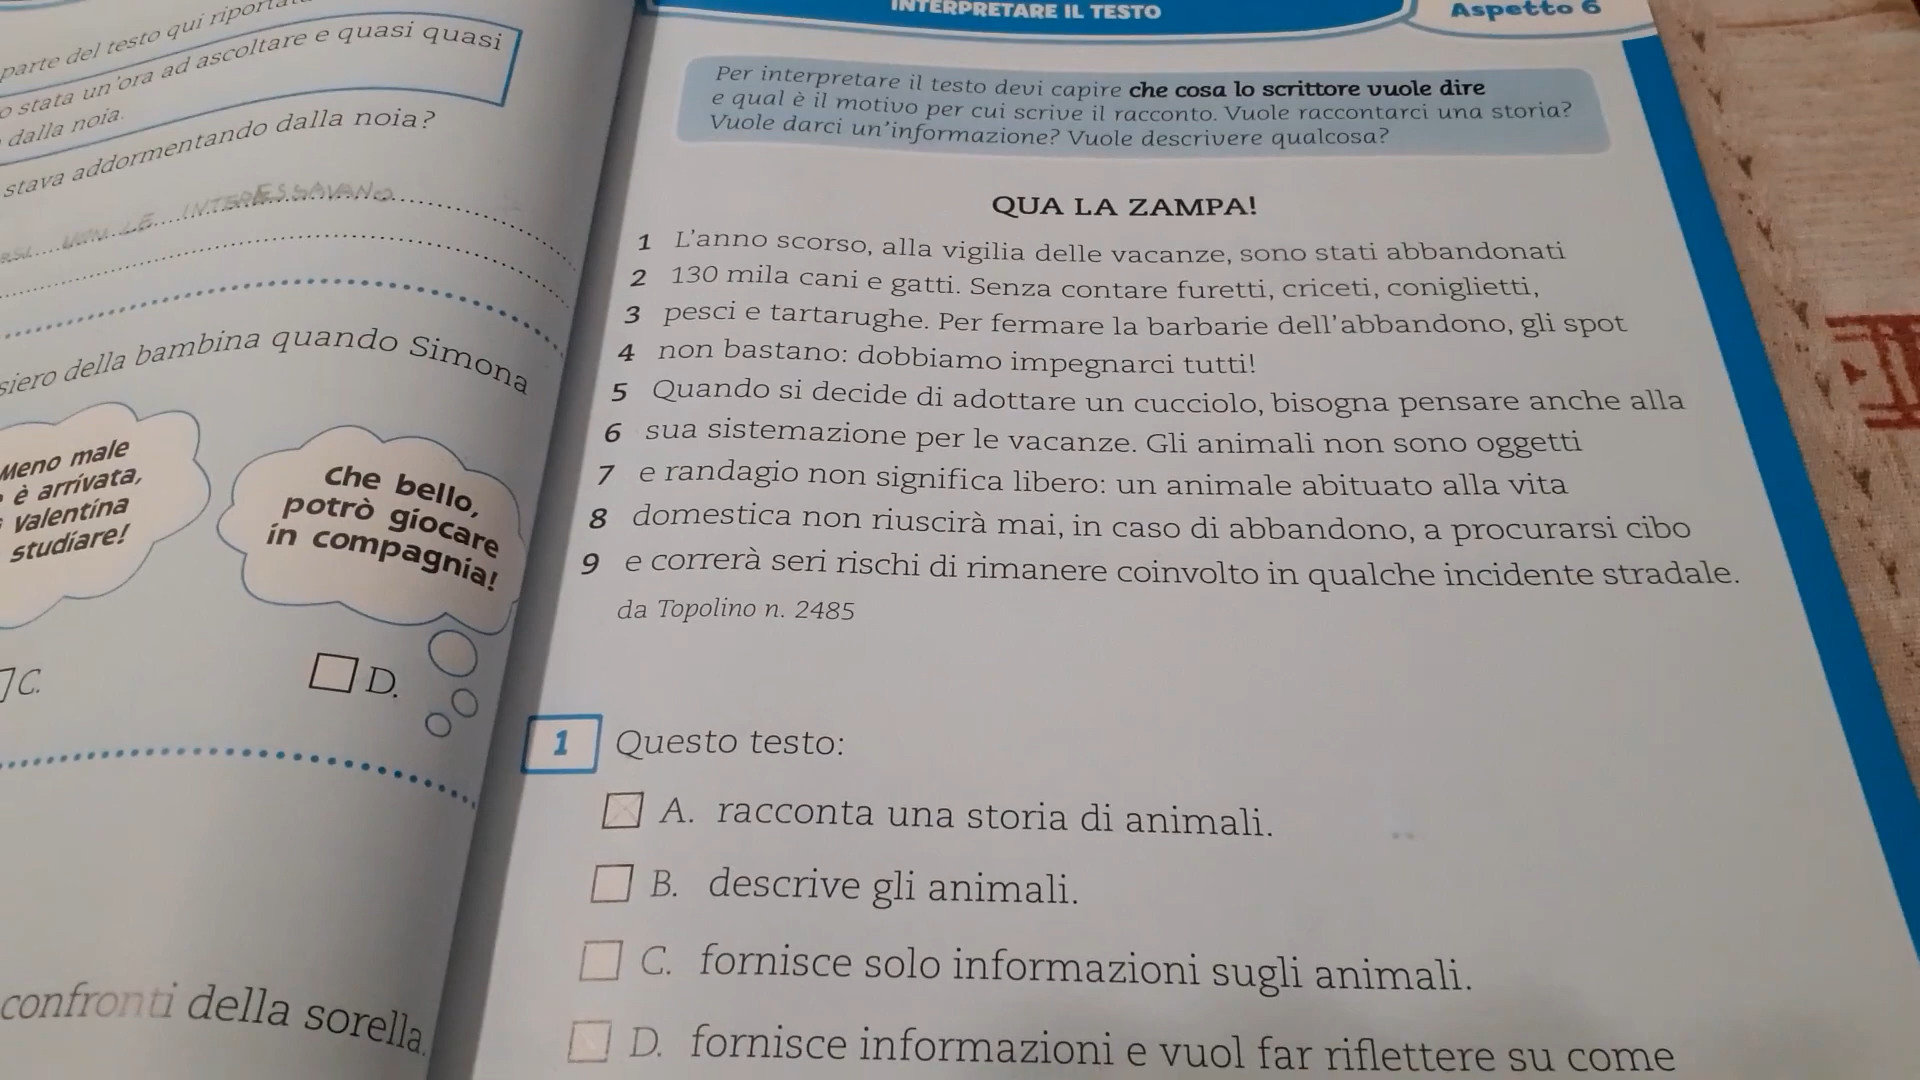 parte del testo qui
o stata un'ora ad ascoltare e quasi quasi
dalla noia.
stava addormentando dalla noia?
LE INTERESSAVANO
siero della bambina quando Simona
Meno male
è arrivata,
Valentina
studiare!
Che bello,
potrò giocare
in compagnia!
C.
D.
confronti della sorella.
INTERPRETARE IL TESTO
Aspetto 6
Per interpretare il testo devi capire che cosa lo scrittore vuole dire
e qual è il motivo per cui scrive il racconto. Vuole raccontarci una storia?
Vuole darci un'informazione? Vuole descrivere qualcosa?
QUA LA ZAMPA!
1 L'anno scorso, alla vigilia delle vacanze, sono stati abbandonati
2 130 mila cani e gatti. Senza contare furetti, criceti, coniglietti,
3 pesci e tartarughe. Per fermare la barbarie dell'abbandono, gli spot
4 non bastano: dobbiamo impegnarci tutti!
5 Quando si decide di adottare un cucciolo, bisogna pensare anche alla
6 sua sistemazione per le vacanze. Gli animali non sono oggetti
7 e randagio non significa libero: un animale abituato alla vita
8 domestica non riuscirà mai, in caso di abbandono, a procurarsi cibo
9 e correrà seri rischi di rimanere coinvolto in qualche incidente stradale.
da Topolino n. 2485
1 Questo testo:
A. racconta una storia di animali.
B. descrive gli animali.
C. fornisce solo informazioni sugli animali.
D. fornisce informazioni e vuol far riflettere su come